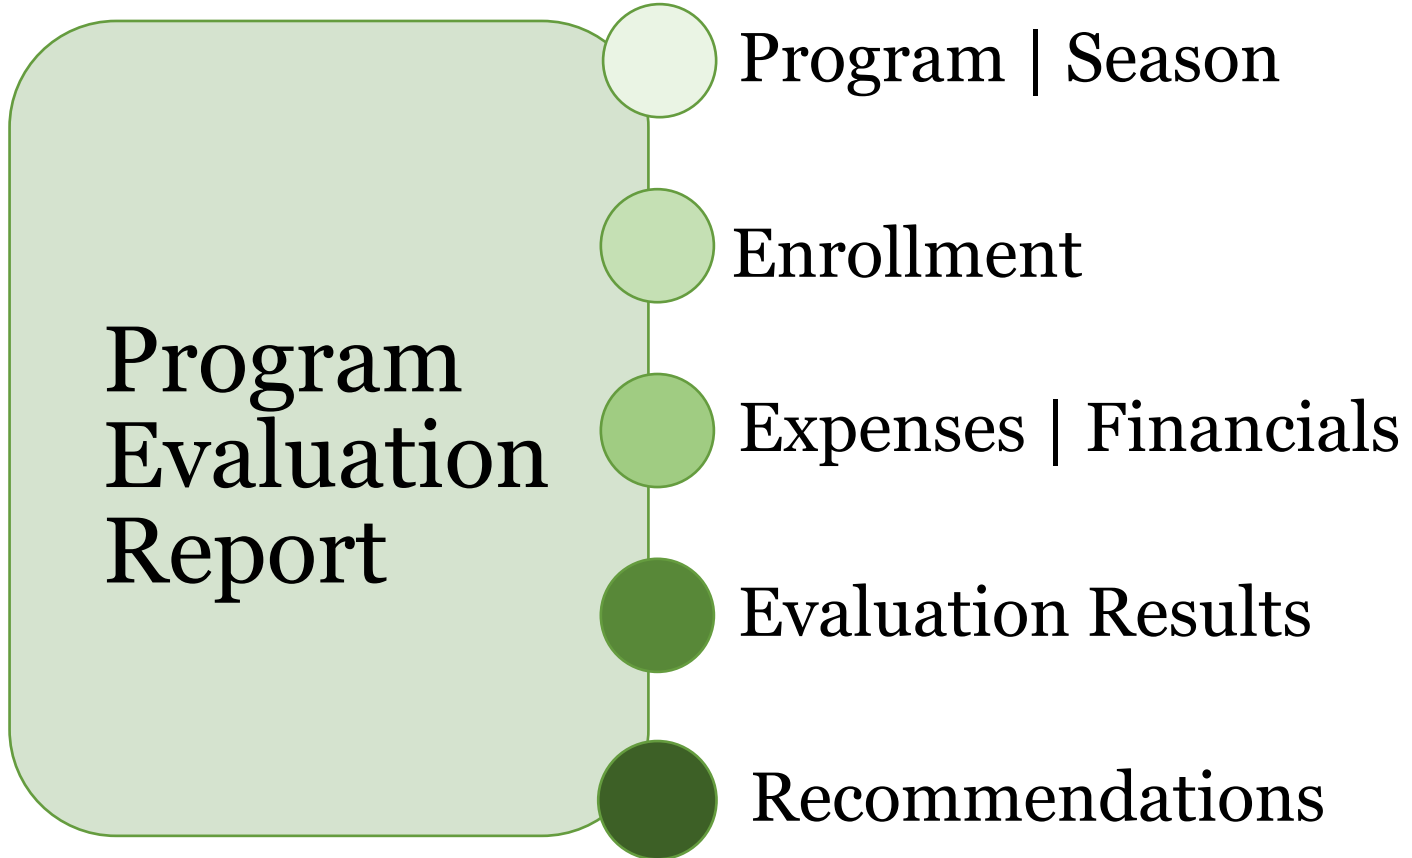 Program
Evaluation
Report
Program | Season
Enrollment
Expenses | Financials
Evaluation Results
Recommendations